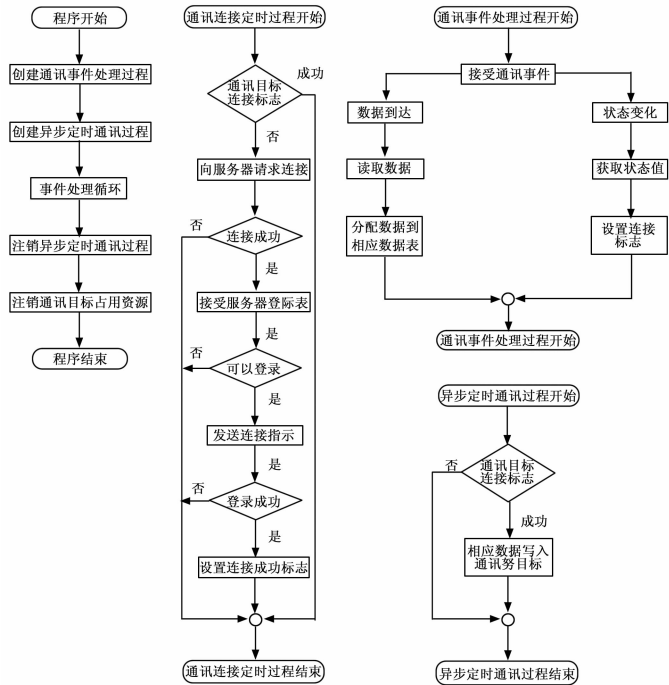 程序开始
创建通讯事件处理过程
创建异步定时通讯过程
事件处理循环
注销异步定时通讯过程
注销通讯目标占用资源
程序结束
通讯连接定时过程开始
通讯目标
连接标志
成功
否
向服务器请求连接
否
连接成功
是
接受服务器登际表
是
否
可以登录
是
发送连接指示
是
否
登录成功
是
设置连接成功标志
通讯连接定时过程结束
通讯事件处理过程开始
接受通讯事件
数据到达
读取数据
分配数据到
相应数据表
状态变化
获取状态值
设置连接
标志
通讯事件处理过程开始
异步定时通讯过程开始
否
通讯目标
连接标志
成功
相应数据写入
通讯努目标
异步定时通讯过程结束